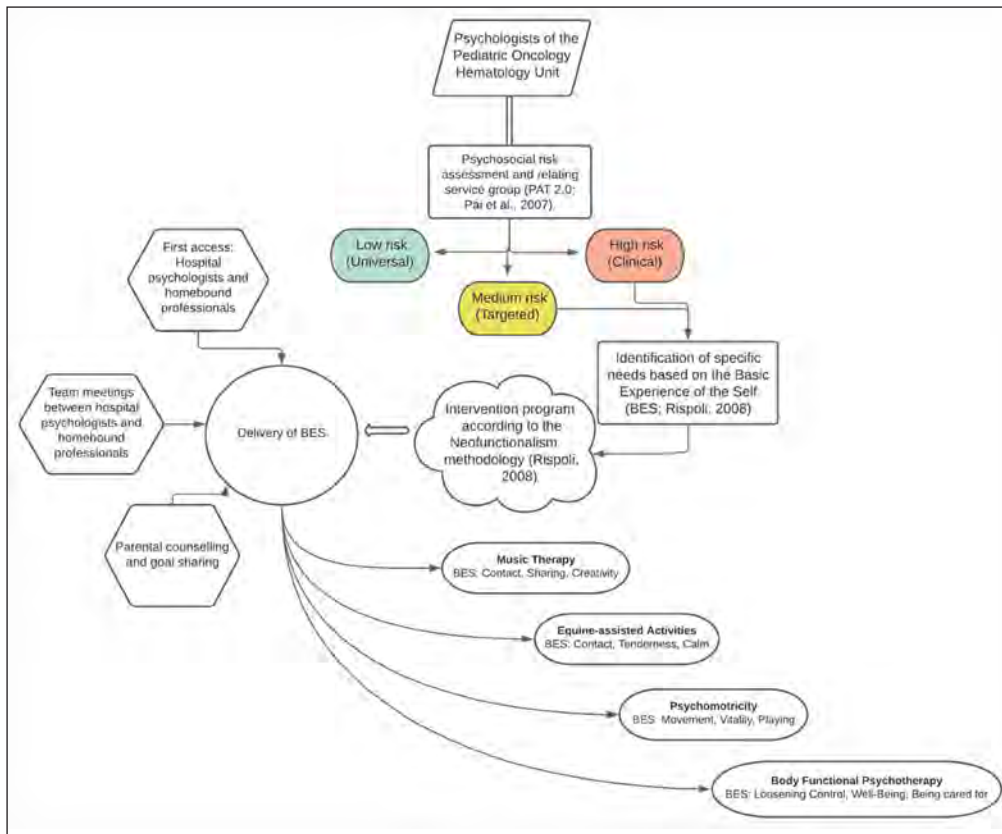 Psychologists of the
Pediatric Oncology
Hematology Unit
Psychosocial risk
assessment and relating
service group (PAT 2.0;
Pai et al., 2007).
Low risk
(Universal)
High risk
(Clinical)
Medium risk
(Targeted)
First access:
Hospital
psychologists and
homebound
professionals
Team meetings
between hospital
psychologists and
homebound
professionals
Parental counselling
and goal sharing
Delivery of BES
Intervention program
according to the
Neofunctionalism
methodology (Rispoli,
2008)
Identification of specific
needs based on the Basic
Experience of the Self
(BES; Rispoli, 2008)
Music Therapy
BES: Contact, Sharing, Creativity
Equine-assisted Activities
BES: Contact, Tenderness, Calm
Psychomotricity
BES: Movement, Vitality, Playing
Body Functional Psychotherapy
BES: Loosening Control, Well-Being, Being cared for